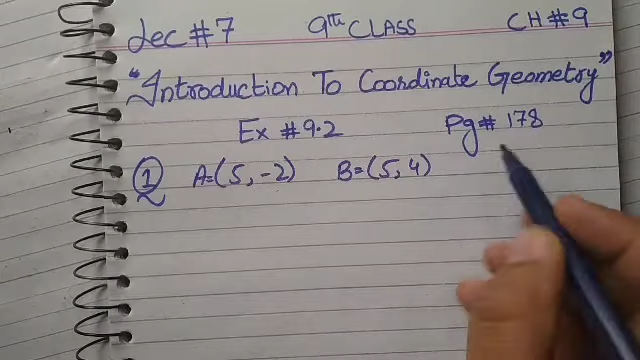 Lec # 7 9th CLASS CH # 9
"Introduction To Coordinate Geometry"
Ex # 9.2 Pg # 178
① A=(5,-2) B=(5,4)